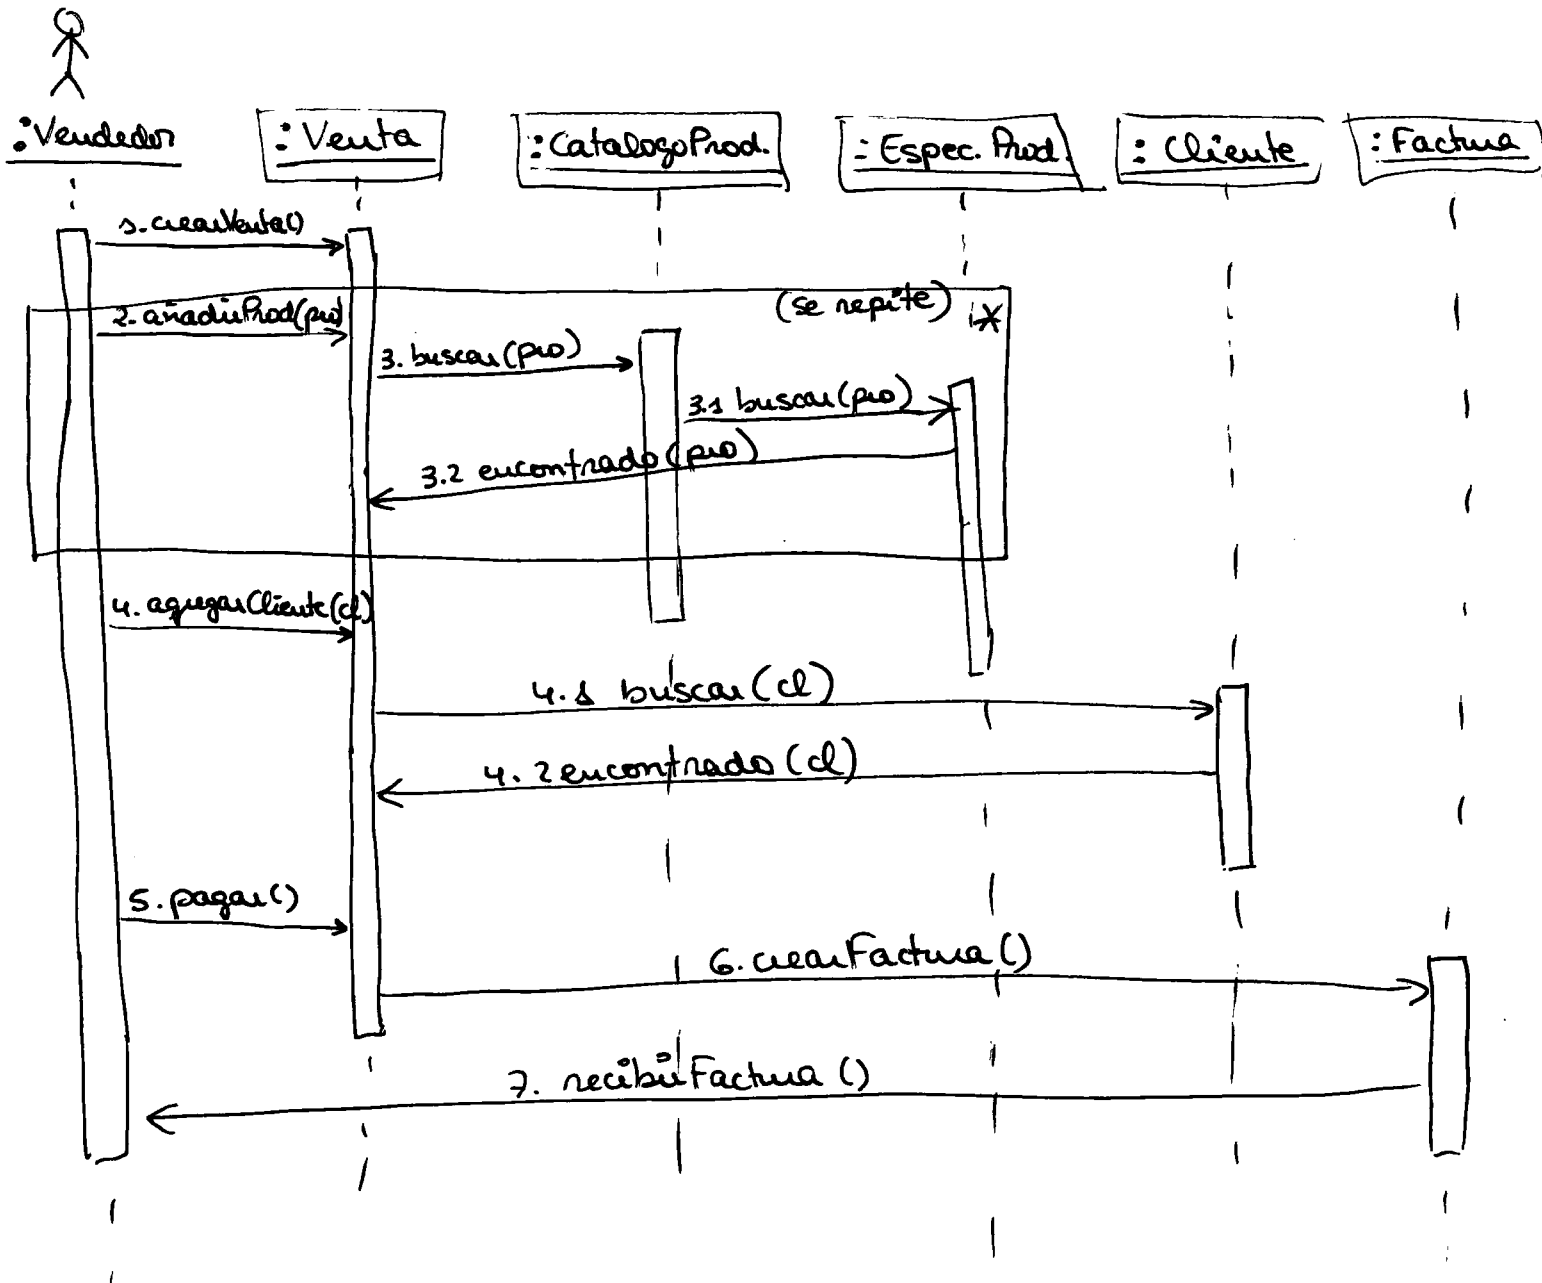 :Vendedor
:Venta
:CatalogoProd.
:Espec. Prod.
:Cliente
:Factura
1. crearVenta()
(se repite) *
2. añadirProd(pro)
3. buscar(pro)
3.1 buscar(pro)
3.2 encontrado(pro)
4. agregarCliente(cl)
4.1 buscar(cl)
4.2 encontrado(cl)
5. pagar()
6. crearFactura()
7. recibirFactura()